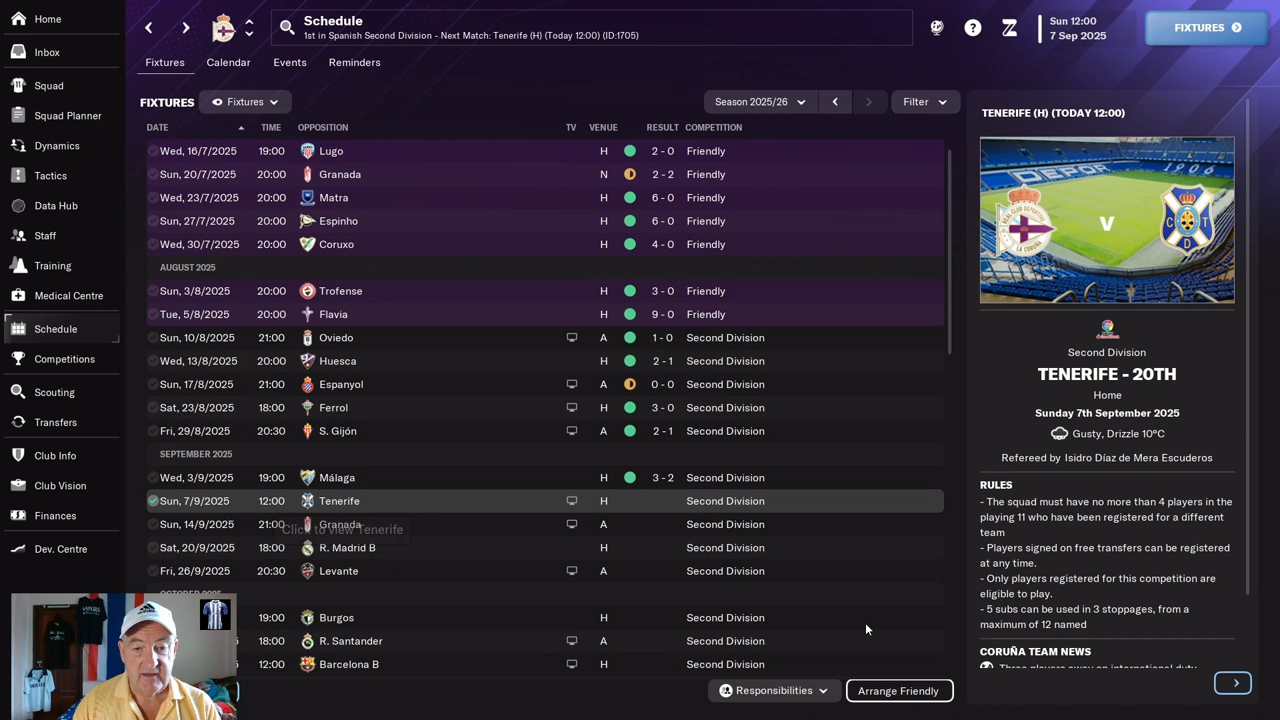 Home
Inbox
Squad
Squad Planner
Dynamics
Tactics
Data Hub
Staff
Training
Medical Centre
Schedule
Competitions
Scouting
Transfers
Club Info
Club Vision
Finances
Dev. Centre
Schedule
1st in Spanish Second Division - Next Match: Tenerife (H) (Today 12:00) (ID:1705)
Sun 12:00
7 Sep 2025
FIXTURES
Fixtures Calendar Events Reminders
FIXTURES Fixtures Season 2025/26 Filter
DATE TIME OPPOSITION TV VENUE RESULT COMPETITION
Wed, 16/7/2025 19:00 Lugo H 2 - 0 Friendly
Sun, 20/7/2025 20:00 Granada N 2 - 2 Friendly
Wed, 23/7/2025 20:00 Matra H 6 - 0 Friendly
Sun, 27/7/2025 20:00 Espinho H 6 - 0 Friendly
Wed, 30/7/2025 20:00 Coruxo H 4 - 0 Friendly
AUGUST 2025
Sun, 3/8/2025 20:00 Trofense H 3 - 0 Friendly
Tue, 5/8/2025 20:00 Flavia H 9 - 0 Friendly
Sun, 10/8/2025 21:00 Oviedo A 1 - 0 Second Division
Wed, 13/8/2025 20:00 Huesca H 2 - 1 Second Division
Sun, 17/8/2025 21:00 Espanyol A 0 - 0 Second Division
Sat, 23/8/2025 18:00 Ferrol H 3 - 0 Second Division
Fri, 29/8/2025 20:30 S. Gijón A 2 - 1 Second Division
SEPTEMBER 2025
Wed, 3/9/2025 19:00 Málaga H 3 - 2 Second Division
Sun, 7/9/2025 12:00 Tenerife H Second Division
Sun, 14/9/2025 21:00 Granada A Second Division
Click to view Tenerife
Sat, 20/9/2025 18:00 R. Madrid B H Second Division
Fri, 26/9/2025 20:30 Levante A Second Division
OCTOBER 2025
19:00 Burgos H Second Division
18:00 R. Santander A Second Division
12:00 Barcelona B H Second Division
Responsibilities Arrange Friendly
TENERIFE (H) (TODAY 12:00)
DEPOR 1906
V
Second Division
TENERIFE - 20TH
Home
Sunday 7th September 2025
Gusty, Drizzle 10°C
Refereed by Isidro Díaz de Mera Escuderos
RULES
- The squad must have no more than 4 players in the
playing 11 who have been registered for a different
team
- Players signed on free transfers can be registered
at any time.
- Only players registered for this competition are
eligible to play.
- 5 subs can be used in 3 stoppages, from a
maximum of 12 named
CORUÑA TEAM NEWS
Three players away on international duty